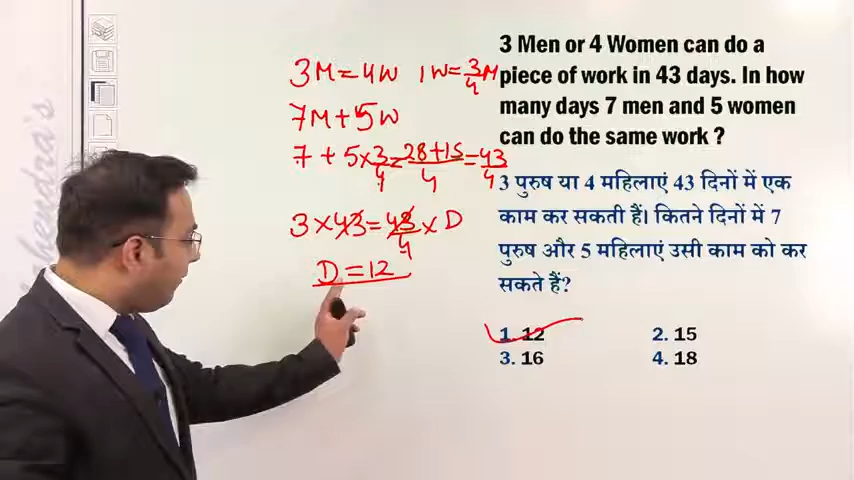 3M = 4W 1W = 3/4 M
7M + 5W
7 + 5 × 3/4 = 28+15/4 = 43/4
3 × 43 = 43/4 × D
D = 12
3 Men or 4 Women can do a
piece of work in 43 days. In how
many days 7 men and 5 women
can do the same work ?
3 पुरुष या 4 महिलाएं 43 दिनों में एक
काम कर सकती हैं। कितने दिनों में 7
पुरुष और 5 महिलाएं उसी काम को कर
सकते हैं?
1. 12 2. 15
3. 16 4. 18